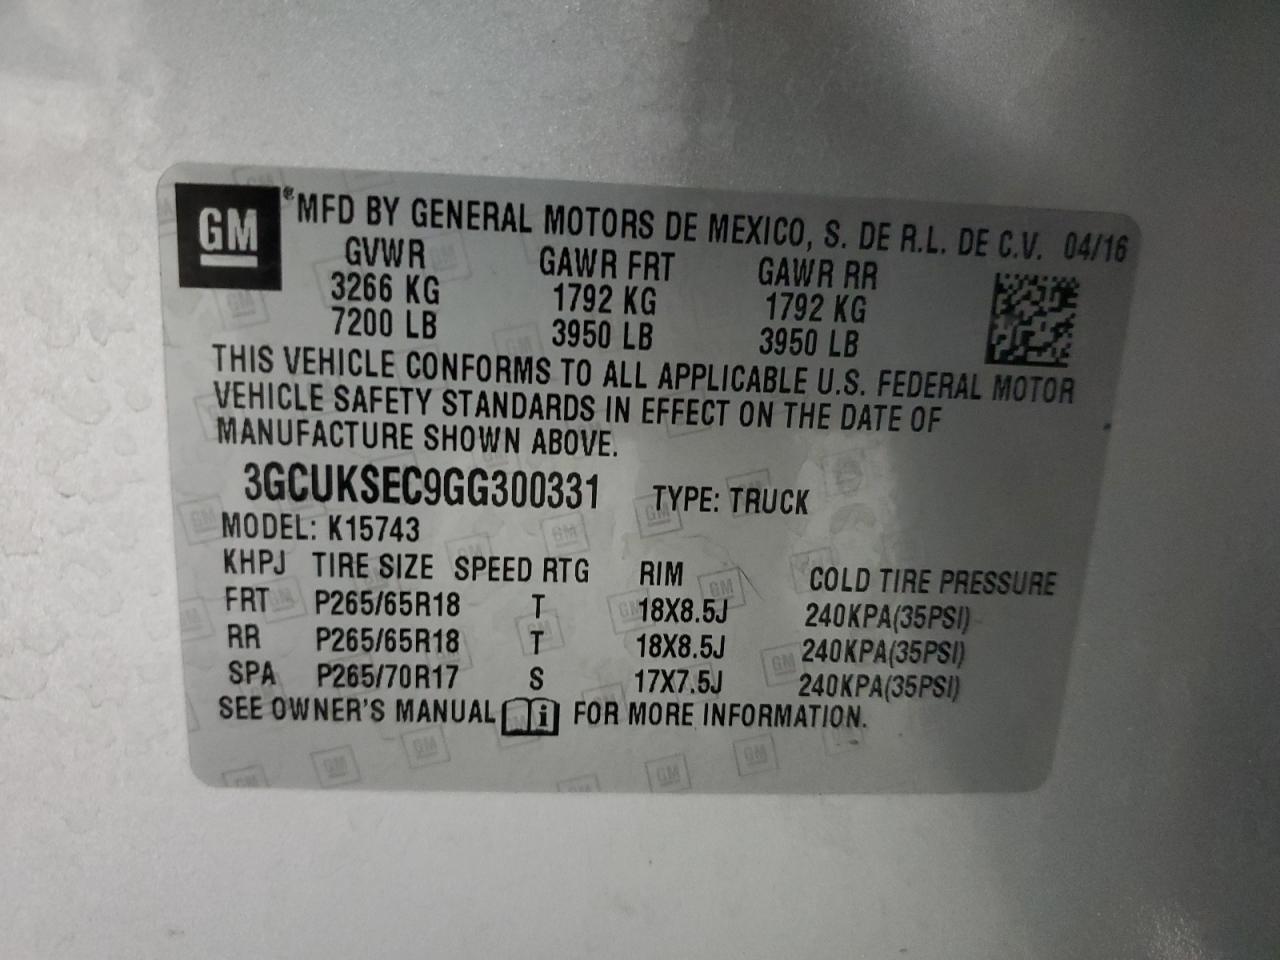 GM ® MFD BY GENERAL MOTORS DE MEXICO, S. DE R.L. DE C.V. 04/16
GVWR GAWR FRT GAWR RR
3266 KG 1792 KG 1792 KG
7200 LB 3950 LB 3950 LB
THIS VEHICLE CONFORMS TO ALL APPLICABLE U.S. FEDERAL MOTOR
VEHICLE SAFETY STANDARDS IN EFFECT ON THE DATE OF
MANUFACTURE SHOWN ABOVE.
3GCUKSEC9GG300331 TYPE: TRUCK
MODEL: K15743
KHPJ TIRE SIZE SPEED RTG RIM COLD TIRE PRESSURE
FRT P265/65R18 T 18X8.5J 240KPA(35PSI)
RR P265/65R18 T 18X8.5J 240KPA(35PSI)
SPA P265/70R17 S 17X7.5J 240KPA(35PSI)
SEE OWNER'S MANUAL i FOR MORE INFORMATION.